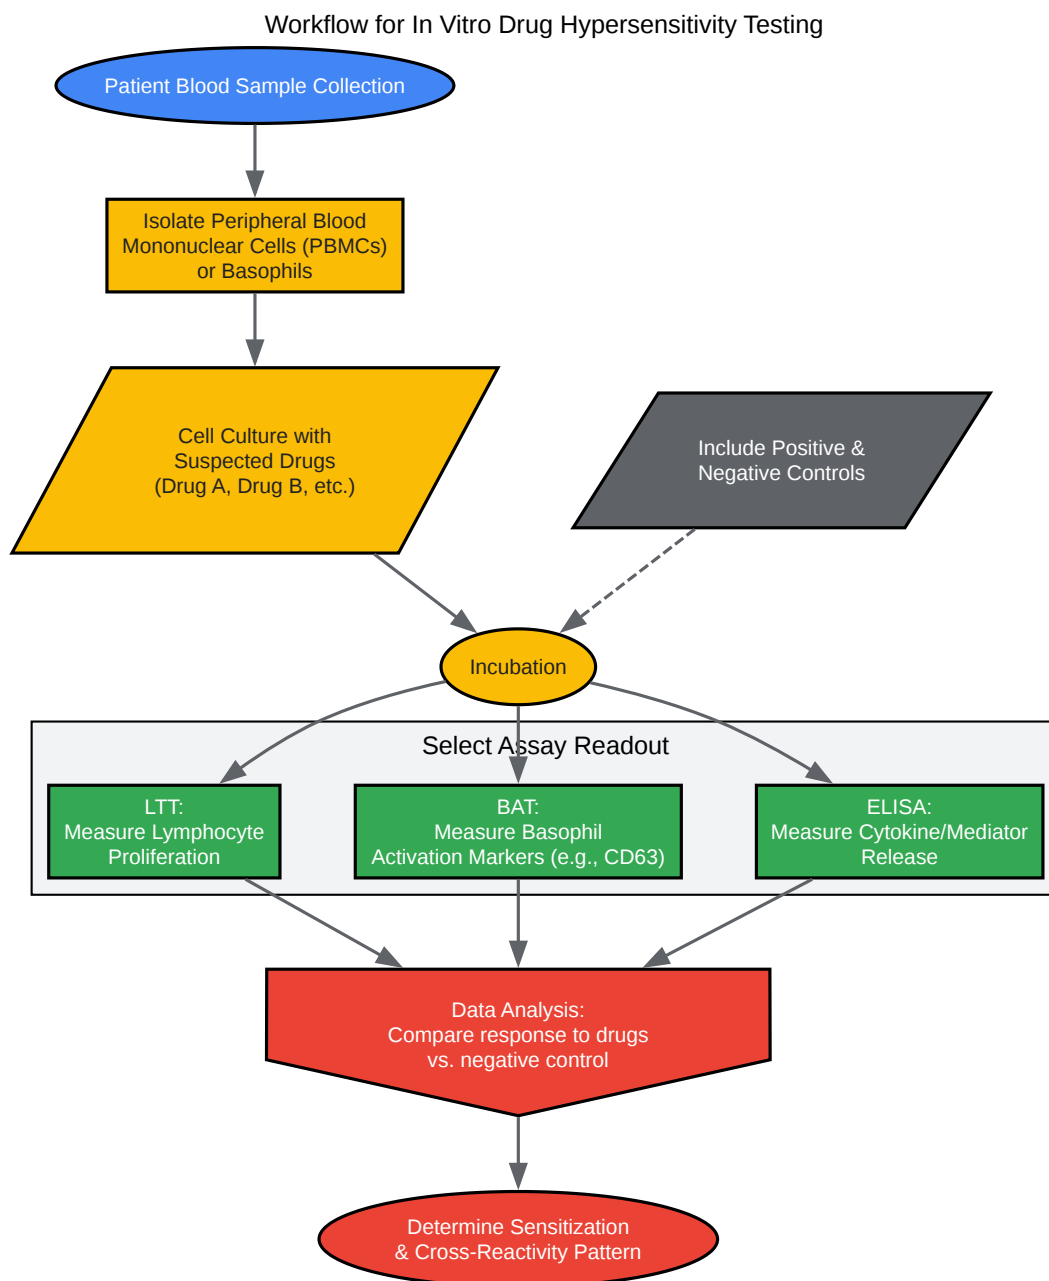 Workflow for In Vitro Drug Hypersensitivity Testing
Patient Blood Sample Collection
Isolate Peripheral Blood
Mononuclear Cells (PBMCs)
or Basophils
Cell Culture with
Suspected Drugs
(Drug A, Drug B, etc.)
Include Positive &
Negative Controls
Incubation
Select Assay Readout
LTT:
Measure Lymphocyte
Proliferation
BAT:
Measure Basophil
Activation Markers (e.g., CD63)
ELISA:
Measure Cytokine/Mediator
Release
Data Analysis:
Compare response to drugs
vs. negative control
Determine Sensitization
& Cross-Reactivity Pattern